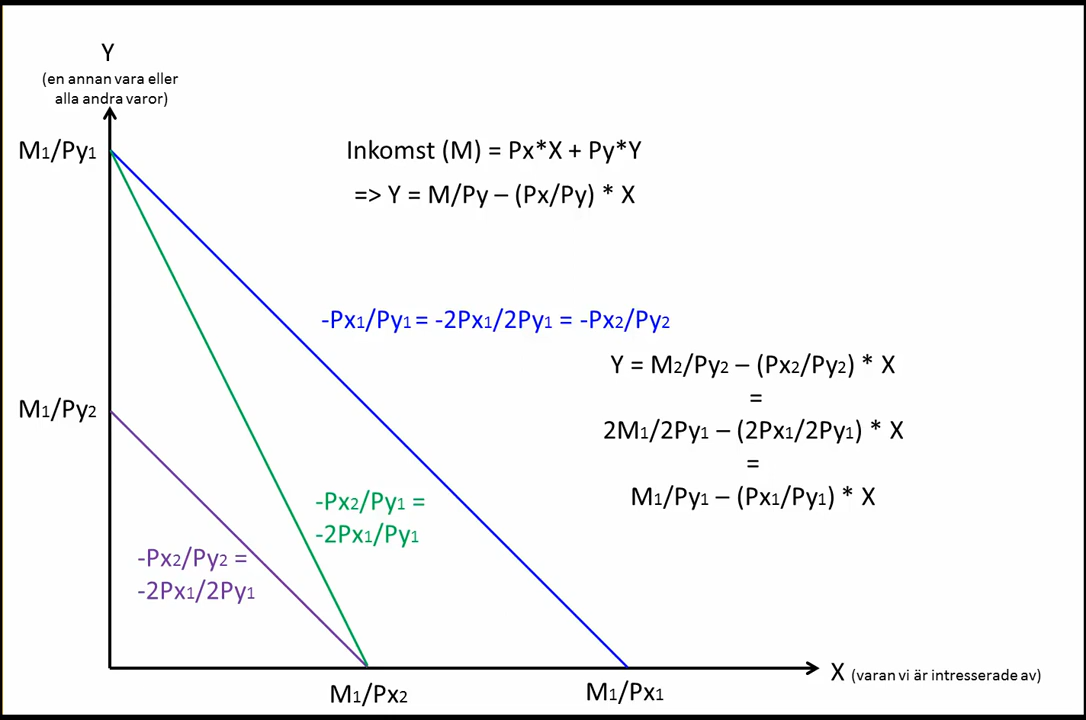 Y
(en annan vara eller
alla andra varor)
M1/Py1
Inkomst (M) = Px*X + Py*Y
=> Y = M/Py – (Px/Py) * X
-Px1/Py1 = -2Px1/2Py1 = -Px2/Py2
Y = M2/Py2 – (Px2/Py2) * X
=
2M1/2Py1 – (2Px1/2Py1) * X
=
M1/Py1 – (Px1/Py1) * X
M1/Py2
-Px2/Py1 =
-2Px1/Py1
-Px2/Py2 =
-2Px1/2Py1
X (varan vi är intresserade av)
M1/Px2
M1/Px1